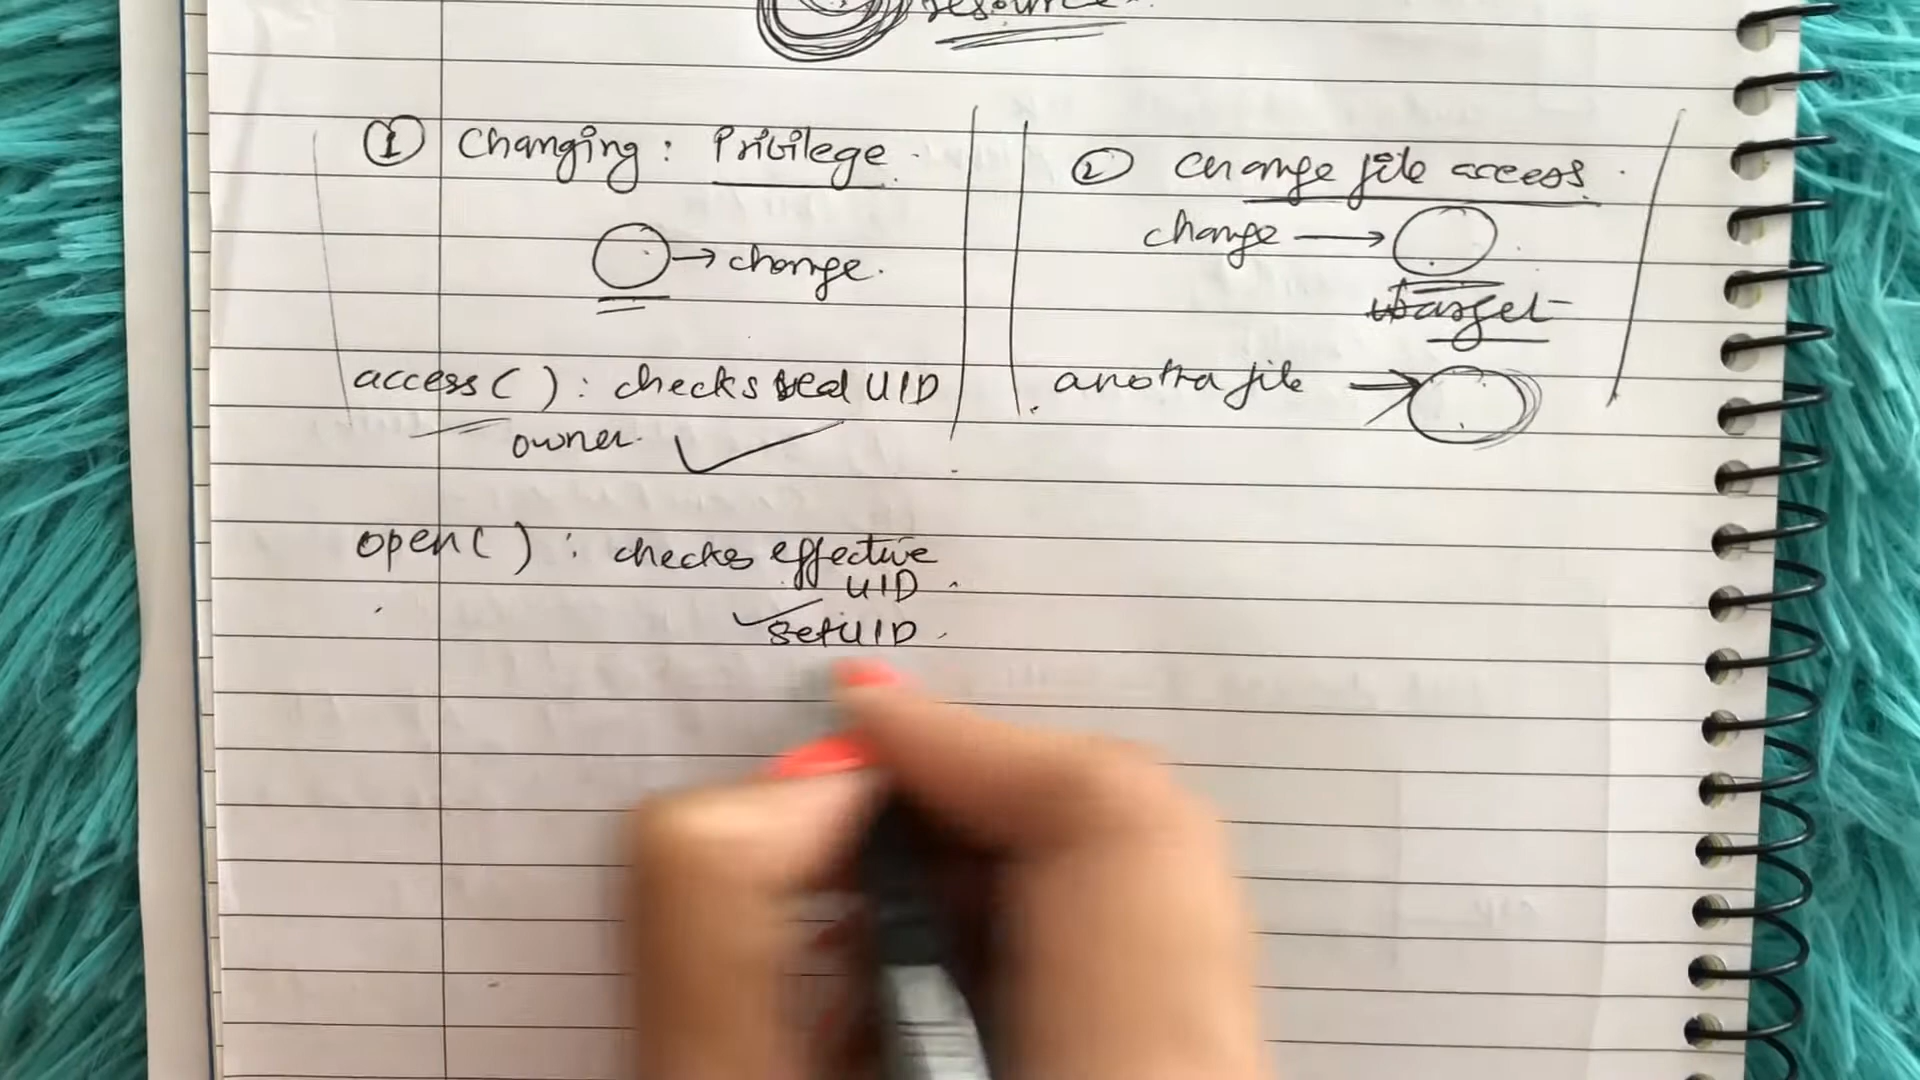 resource.
① Changing: Privilege.
→ change.
access( ): checks real UID
owner.
open( ): checks effective
UID.
setUID.
② Change file access.
change →
target
another file →